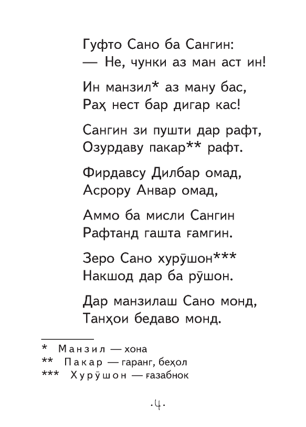 Гуфто Сано ба Сангин:
— Не, чунки аз ман аст ин!
Ин манзил* аз ману бас,
Раҳ нест бар дигар кас!
Сангин зи пушти дар рафт,
Озурдаву пакар** рафт.
Фирдавсу Дилбар омад,
Асрору Анвар омад,
Аммо ба мисли Сангин
Рафтанд гашта ғамгин.
Зеро Сано хурӯшон***
Накшод дар ба рӯшон.
Дар манзилаш Сано монд,
Танҳои бедаво монд.
* Манзил — хона
** Пакар — гаранг, беҳол
*** Хурӯшон — ғазабнок
·4·